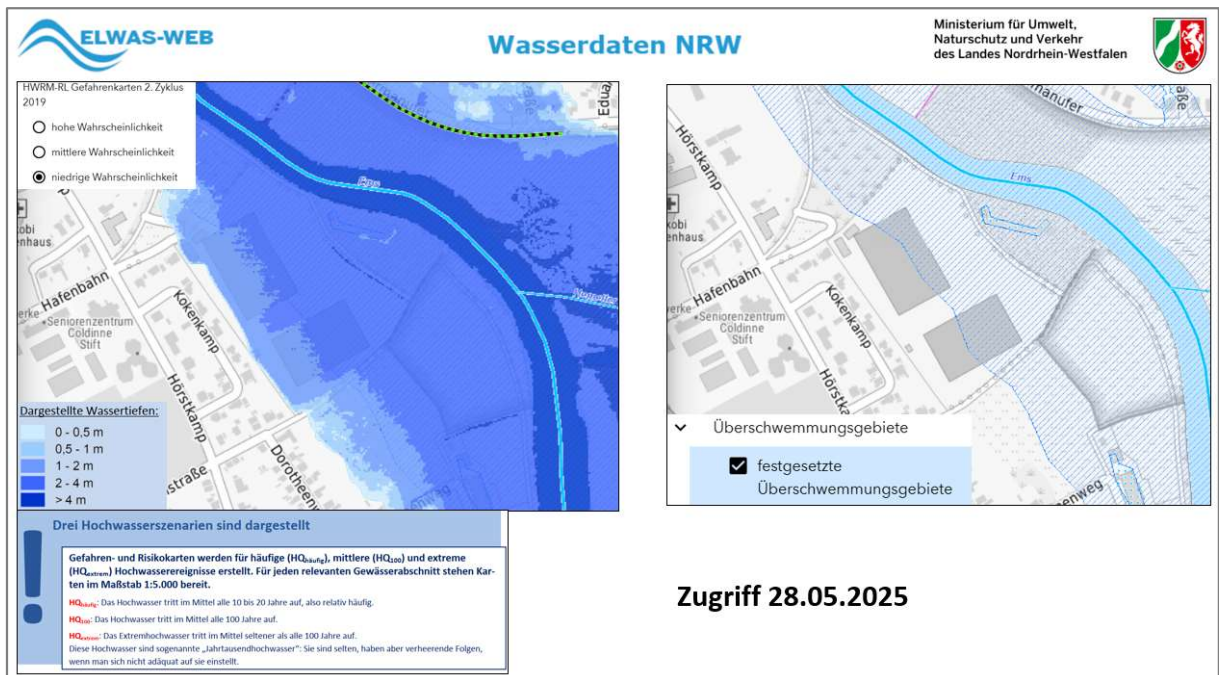 ELWAS-WEB
Wasserdaten NRW
Ministerium für Umwelt,
Naturschutz und Verkehr
des Landes Nordrhein-Westfalen
HWRM-RL Gefahrenkarten 2. Zyklus
2019
hohe Wahrscheinlichkeit
mittlere Wahrscheinlichkeit
niedrige Wahrscheinlichkeit
Ems
Hafenbahn
Seniorenzentrum
Coldinne
Stift
Kokenkamp
Hörstkamp
Dorotheenw
straße
Dargestellte Wassertiefen:
0 - 0,5 m
0,5 - 1 m
1 - 2 m
2 - 4 m
> 4 m
manufer
Hörstkamp
Ems
kobi
enhaus
Hafenbahn
Seniorenzentrum
Coldinne
Stift
Kokenkamp
Hörstka
enweg
Überschwemmungsgebiete
festgesetzte
Überschwemmungsgebiete
Drei Hochwasserszenarien sind dargestellt
Gefahren- und Risikokarten werden für häufige (HQhäufig), mittlere (HQ100) und extreme
(HQextrem) Hochwasserereignisse erstellt. Für jeden relevanten Gewässerabschnitt stehen Kar-
ten im Maßstab 1:5.000 bereit.
HQhäufig: Das Hochwasser tritt im Mittel alle 10 bis 20 Jahre auf, also relativ häufig.
HQ100: Das Hochwasser tritt im Mittel alle 100 Jahre auf.
HQextrem: Das Extremhochwasser tritt im Mittel seltener als alle 100 Jahre auf.
Diese Hochwasser sind sogenannte „Jahrtausendhochwasser": Sie sind selten, haben aber verheerende Folgen,
wenn man sich nicht adäquat auf sie einstellt.
Zugriff 28.05.2025